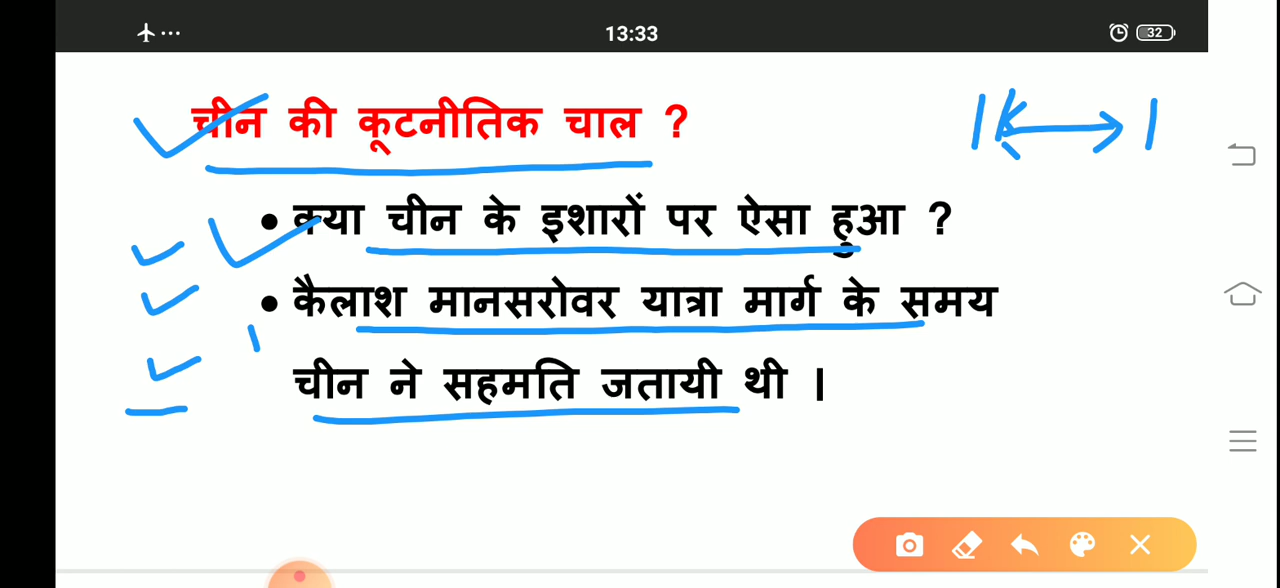 13:33
32
चीन की कूटनीतिक चाल ?
• क्या चीन के इशारों पर ऐसा हुआ ?
• कैलाश मानसरोवर यात्रा मार्ग के समय
चीन ने सहमति जतायी थी ।